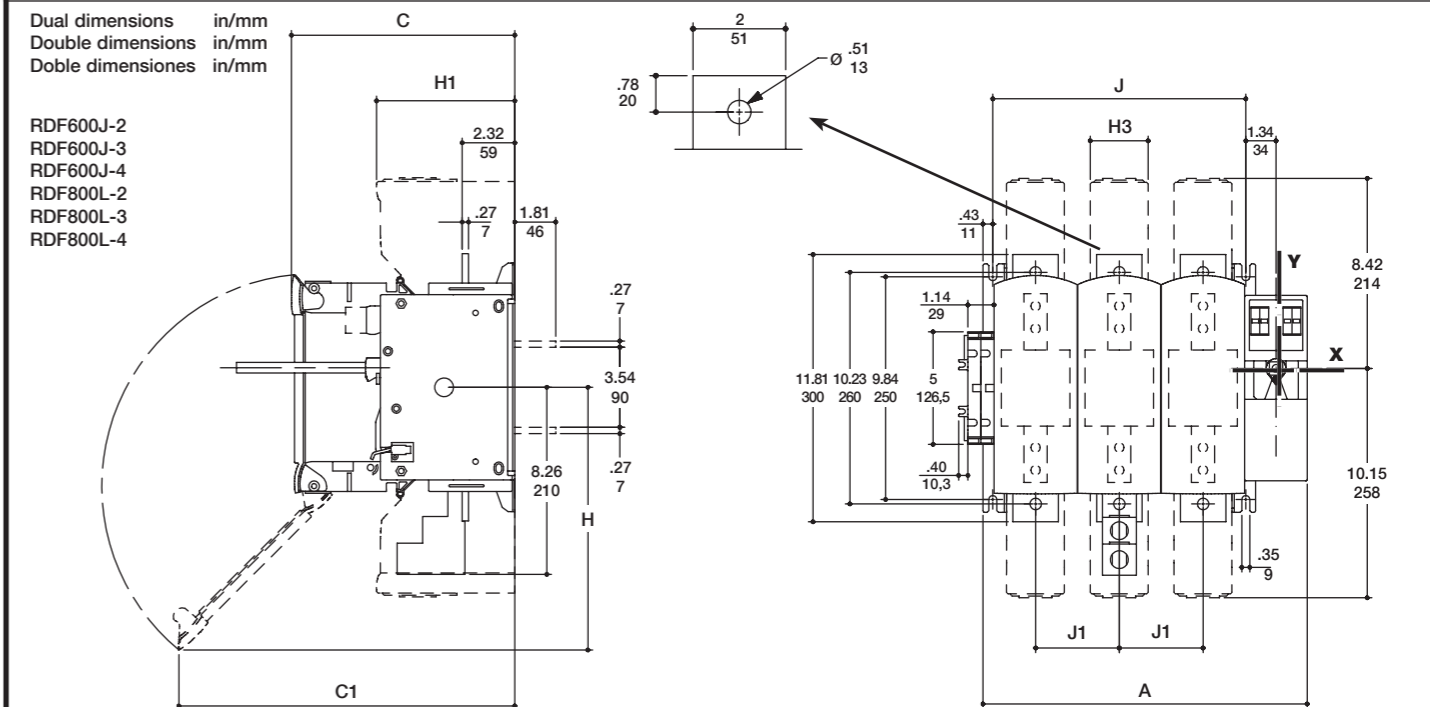 Dual dimensions in/mm
Double dimensions in/mm
Doble dimensiones in/mm
RDF600J-2
RDF600J-3
RDF600J-4
RDF800L-2
RDF800L-3
RDF800L-4
C
H1
2.32
59
.27
7
1.81
46
.27
7
3.54
90
.27
7
8.26
210
H
C1
2
51
.78
20
Ø .51
13
J
H3
1.34
34
.43
11
Y
8.42
214
1.14
29
X
11.81
300
10.23
260
9.84
250
5
126,5
.40
10,3
10.15
258
.35
9
J1
J1
A